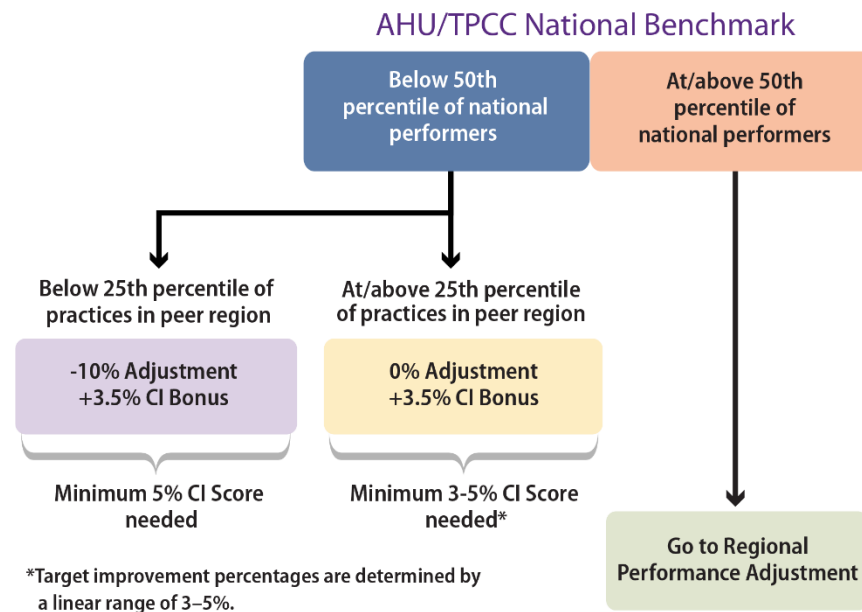 AHU/TPCC National Benchmark
Below 50th
percentile of national
performers
At/above 50th
percentile of
national performers
Below 25th percentile of
practices in peer region
At/above 25th percentile
of practices in peer region
-10% Adjustment
+3.5% CI Bonus
0% Adjustment
+3.5% CI Bonus
Minimum 5% CI Score
needed
Minimum 3-5% CI Score
needed*
Go to Regional
Performance Adjustment
*Target improvement percentages are determined by
a linear range of 3–5%.